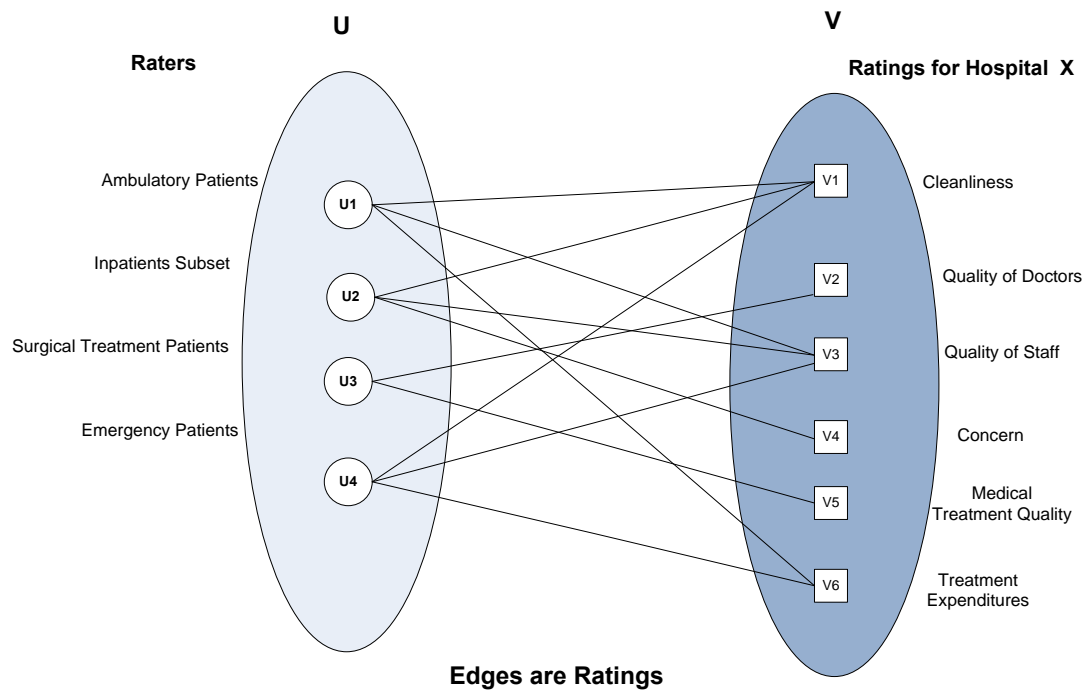 U
V
Raters
Ratings for Hospital X
Ambulatory Patients
U1
V1
Cleanliness
Inpatients Subset
U2
V2
Quality of Doctors
Surgical Treatment Patients
U3
V3
Quality of Staff
Emergency Patients
U4
V4
Concern
V5
Medical
Treatment Quality
V6
Treatment
Expenditures
Edges are Ratings